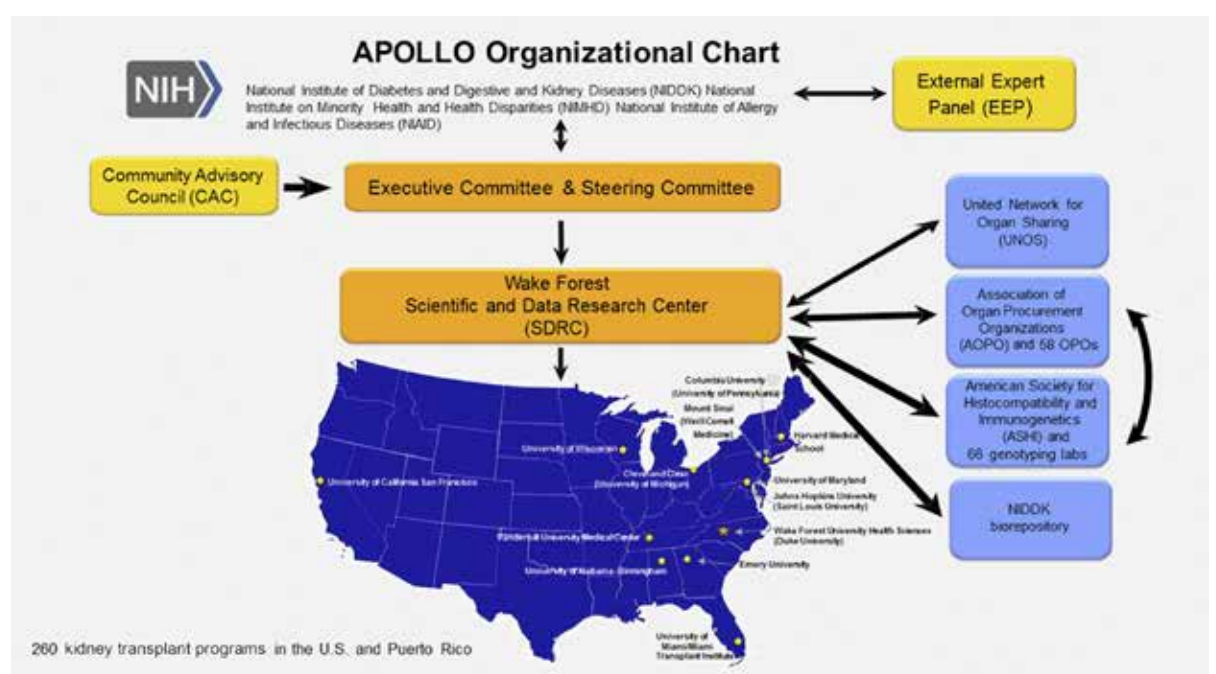 APOLLO Organizational Chart
NIH
National Institute of Diabetes and Digestive and Kidney Diseases (NIDDK) National
Institute on Minority Health and Health Disparities (NIMHD) National Institute of Allergy
and Infectious Diseases (NIAID)
External Expert
Panel (EEP)
Community Advisory
Council (CAC)
Executive Committee & Steering Committee
Wake Forest
Scientific and Data Research Center
(SDRC)
United Network for
Organ Sharing
(UNOS)
Association of
Organ Procurement
Organizations
(AOPO) and 58 OPOs
American Society for
Histocompatibility and
Immunogenetics
(ASHI) and
66 genotyping labs
NIDDK
biorepository
Columbia University
(University of Pennsylvania)
Mount Sinai
(Weill Cornell
Medicine)
Harvard Medical
School
University of Wisconsin
Cleveland Clinic
(University of Michigan)
University of California San Francisco
University of Maryland
Johns Hopkins University
(Saint Louis University)
Wake Forest University Health Sciences
(Duke University)
Vanderbilt University Medical Center
University of Alabama Birmingham
Emory University
University of
Miami/Miami
Transplant Institute
260 kidney transplant programs in the U.S. and Puerto Rico